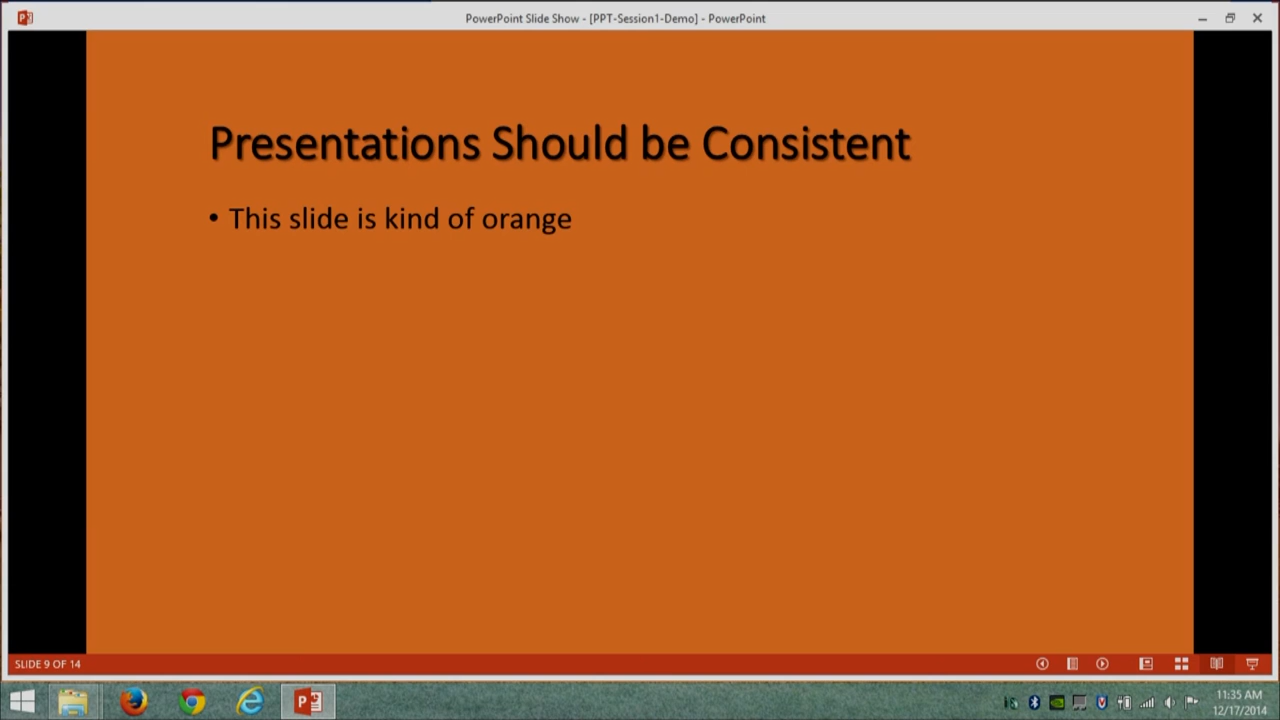 PowerPoint Slide Show - [PPT-Session1-Demo] - PowerPoint
Presentations Should be Consistent
• This slide is kind of orange
SLIDE 9 OF 14
11:35 AM
12/17/2014